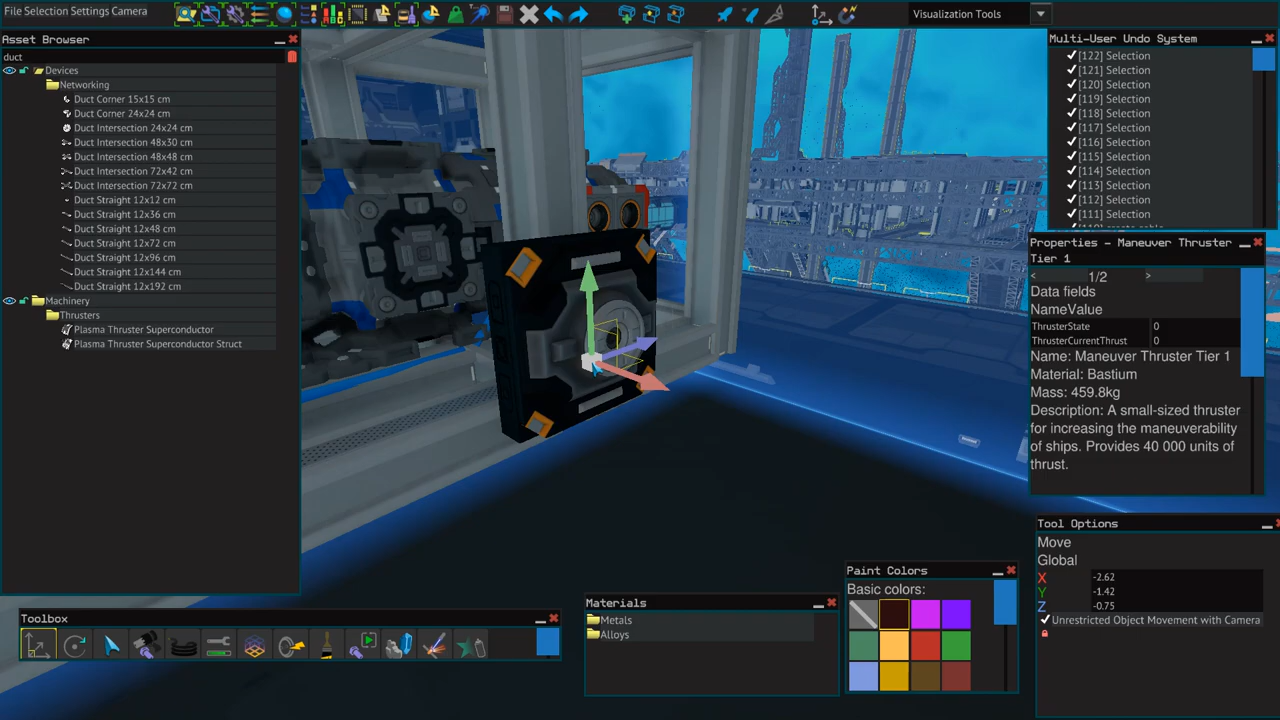 File Selection Settings Camera
Visualization Tools
Asset Browser
duct
Devices
Networking
Duct Corner 15x15 cm
Duct Corner 24x24 cm
Duct Intersection 24x24 cm
Duct Intersection 48x30 cm
Duct Intersection 48x48 cm
Duct Intersection 72x42 cm
Duct Intersection 72x72 cm
Duct Straight 12x12 cm
Duct Straight 12x36 cm
Duct Straight 12x48 cm
Duct Straight 12x72 cm
Duct Straight 12x96 cm
Duct Straight 12x144 cm
Duct Straight 12x192 cm
Machinery
Thrusters
Plasma Thruster Superconductor
Plasma Thruster Superconductor Struct
Multi-User Undo System
[122] Selection
[121] Selection
[120] Selection
[119] Selection
[118] Selection
[117] Selection
[116] Selection
[115] Selection
[114] Selection
[113] Selection
[112] Selection
[111] Selection
Properties - Maneuver Thruster
Tier 1
< 1/2 >
Data fields
NameValue
ThrusterState 0
ThrusterCurrentThrust 0
Name: Maneuver Thruster Tier 1
Material: Bastium
Mass: 459.8kg
Description: A small-sized thruster
for increasing the maneuverability
of ships. Provides 40 000 units of
thrust.
Tool Options
Move
Global
X -2.62
Y -1.42
Z -0.75
Unrestricted Object Movement with Camera
Paint Colors
Basic colors:
Materials
Metals
Alloys
Toolbox